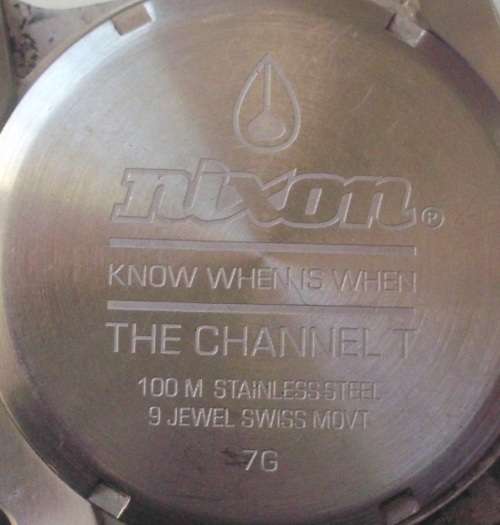 nixon®
KNOW WHEN IS WHEN
THE CHANNEL T
100 M STAINLESS STEEL
9 JEWEL SWISS MOVT
7G